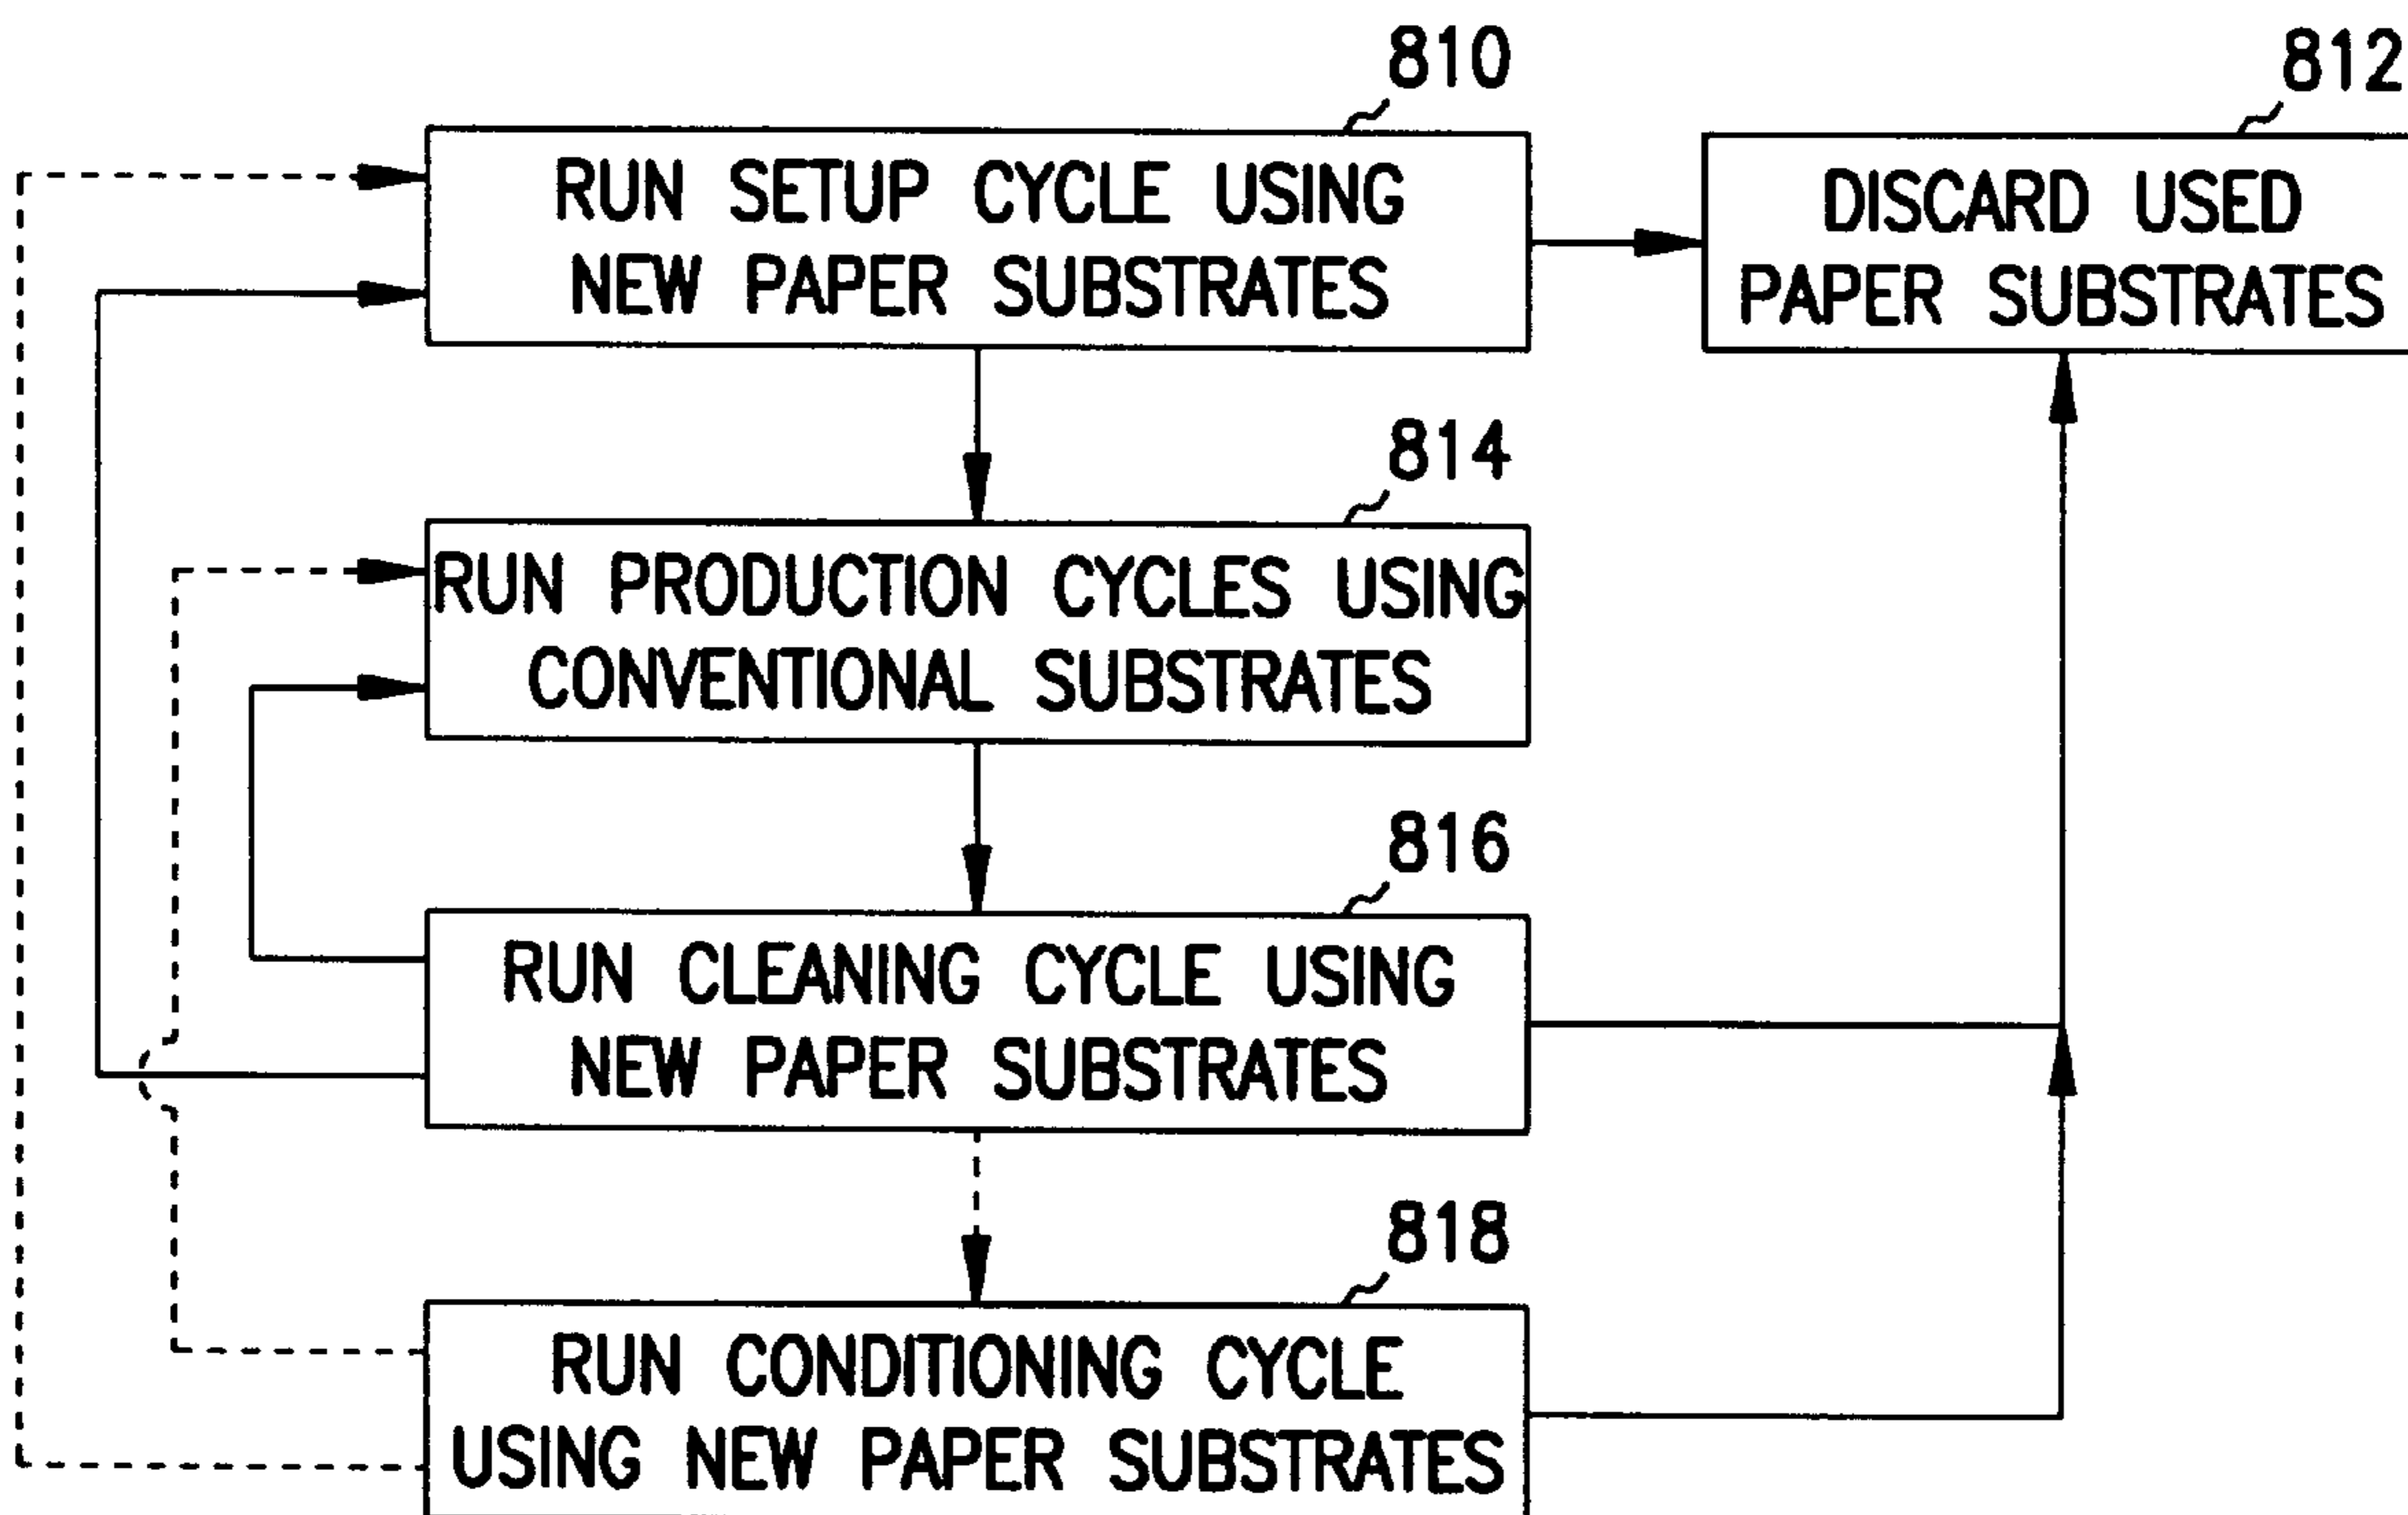 810
RUN SETUP CYCLE USING
NEW PAPER SUBSTRATES
812
DISCARD USED
PAPER SUBSTRATES
814
RUN PRODUCTION CYCLES USING
CONVENTIONAL SUBSTRATES
816
RUN CLEANING CYCLE USING
NEW PAPER SUBSTRATES
818
RUN CONDITIONING CYCLE
USING NEW PAPER SUBSTRATES